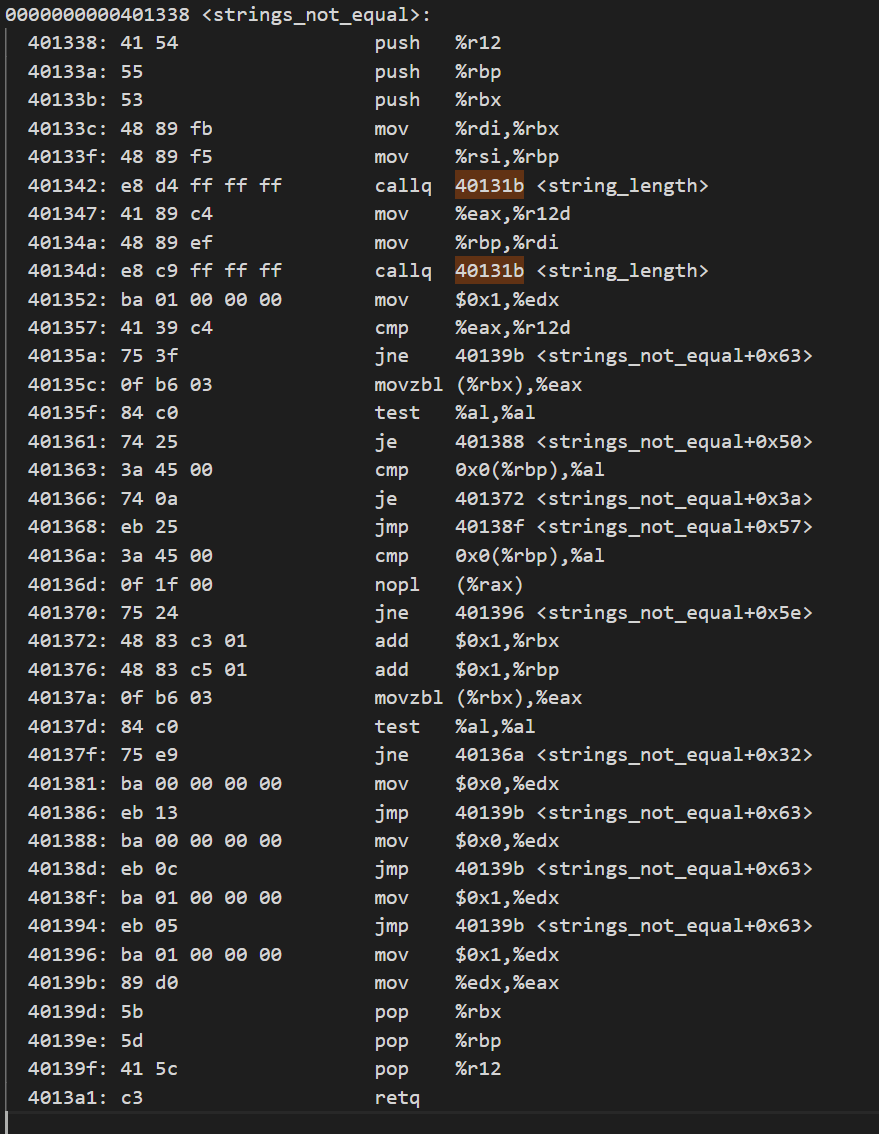 0000000000401338 <strings_not_equal>:
401338: 41 54 push %r12
40133a: 55 push %rbp
40133b: 53 push %rbx
40133c: 48 89 fb mov %rdi,%rbx
40133f: 48 89 f5 mov %rsi,%rbp
401342: e8 d4 ff ff ff callq 40131b <string_length>
401347: 41 89 c4 mov %eax,%r12d
40134a: 48 89 ef mov %rbp,%rdi
40134d: e8 c9 ff ff ff callq 40131b <string_length>
401352: ba 01 00 00 00 mov $0x1,%edx
401357: 41 39 c4 cmp %eax,%r12d
40135a: 75 3f jne 40139b <strings_not_equal+0x63>
40135c: 0f b6 03 movzbl (%rbx),%eax
40135f: 84 c0 test %al,%al
401361: 74 25 je 401388 <strings_not_equal+0x50>
401363: 3a 45 00 cmp 0x0(%rbp),%al
401366: 74 0a je 401372 <strings_not_equal+0x3a>
401368: eb 25 jmp 40138f <strings_not_equal+0x57>
40136a: 3a 45 00 cmp 0x0(%rbp),%al
40136d: 0f 1f 00 nopl (%rax)
401370: 75 24 jne 401396 <strings_not_equal+0x5e>
401372: 48 83 c3 01 add $0x1,%rbx
401376: 48 83 c5 01 add $0x1,%rbp
40137a: 0f b6 03 movzbl (%rbx),%eax
40137d: 84 c0 test %al,%al
40137f: 75 e9 jne 40136a <strings_not_equal+0x32>
401381: ba 00 00 00 00 mov $0x0,%edx
401386: eb 13 jmp 40139b <strings_not_equal+0x63>
401388: ba 00 00 00 00 mov $0x0,%edx
40138d: eb 0c jmp 40139b <strings_not_equal+0x63>
40138f: ba 01 00 00 00 mov $0x1,%edx
401394: eb 05 jmp 40139b <strings_not_equal+0x63>
401396: ba 01 00 00 00 mov $0x1,%edx
40139b: 89 d0 mov %edx,%eax
40139d: 5b pop %rbx
40139e: 5d pop %rbp
40139f: 41 5c pop %r12
4013a1: c3 retq